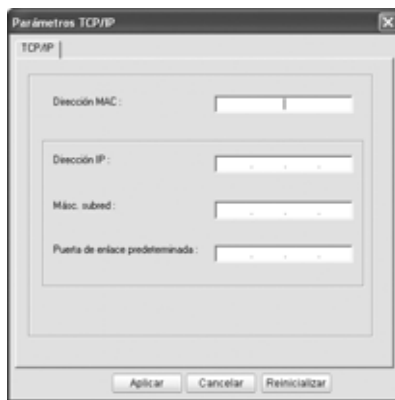 Parámetros TCP/IP
TCP/IP
Dirección MAC :
Dirección IP :
Másc. subred :
Puerta de enlace predeterminada :
Aplicar Cancelar Reinicializar